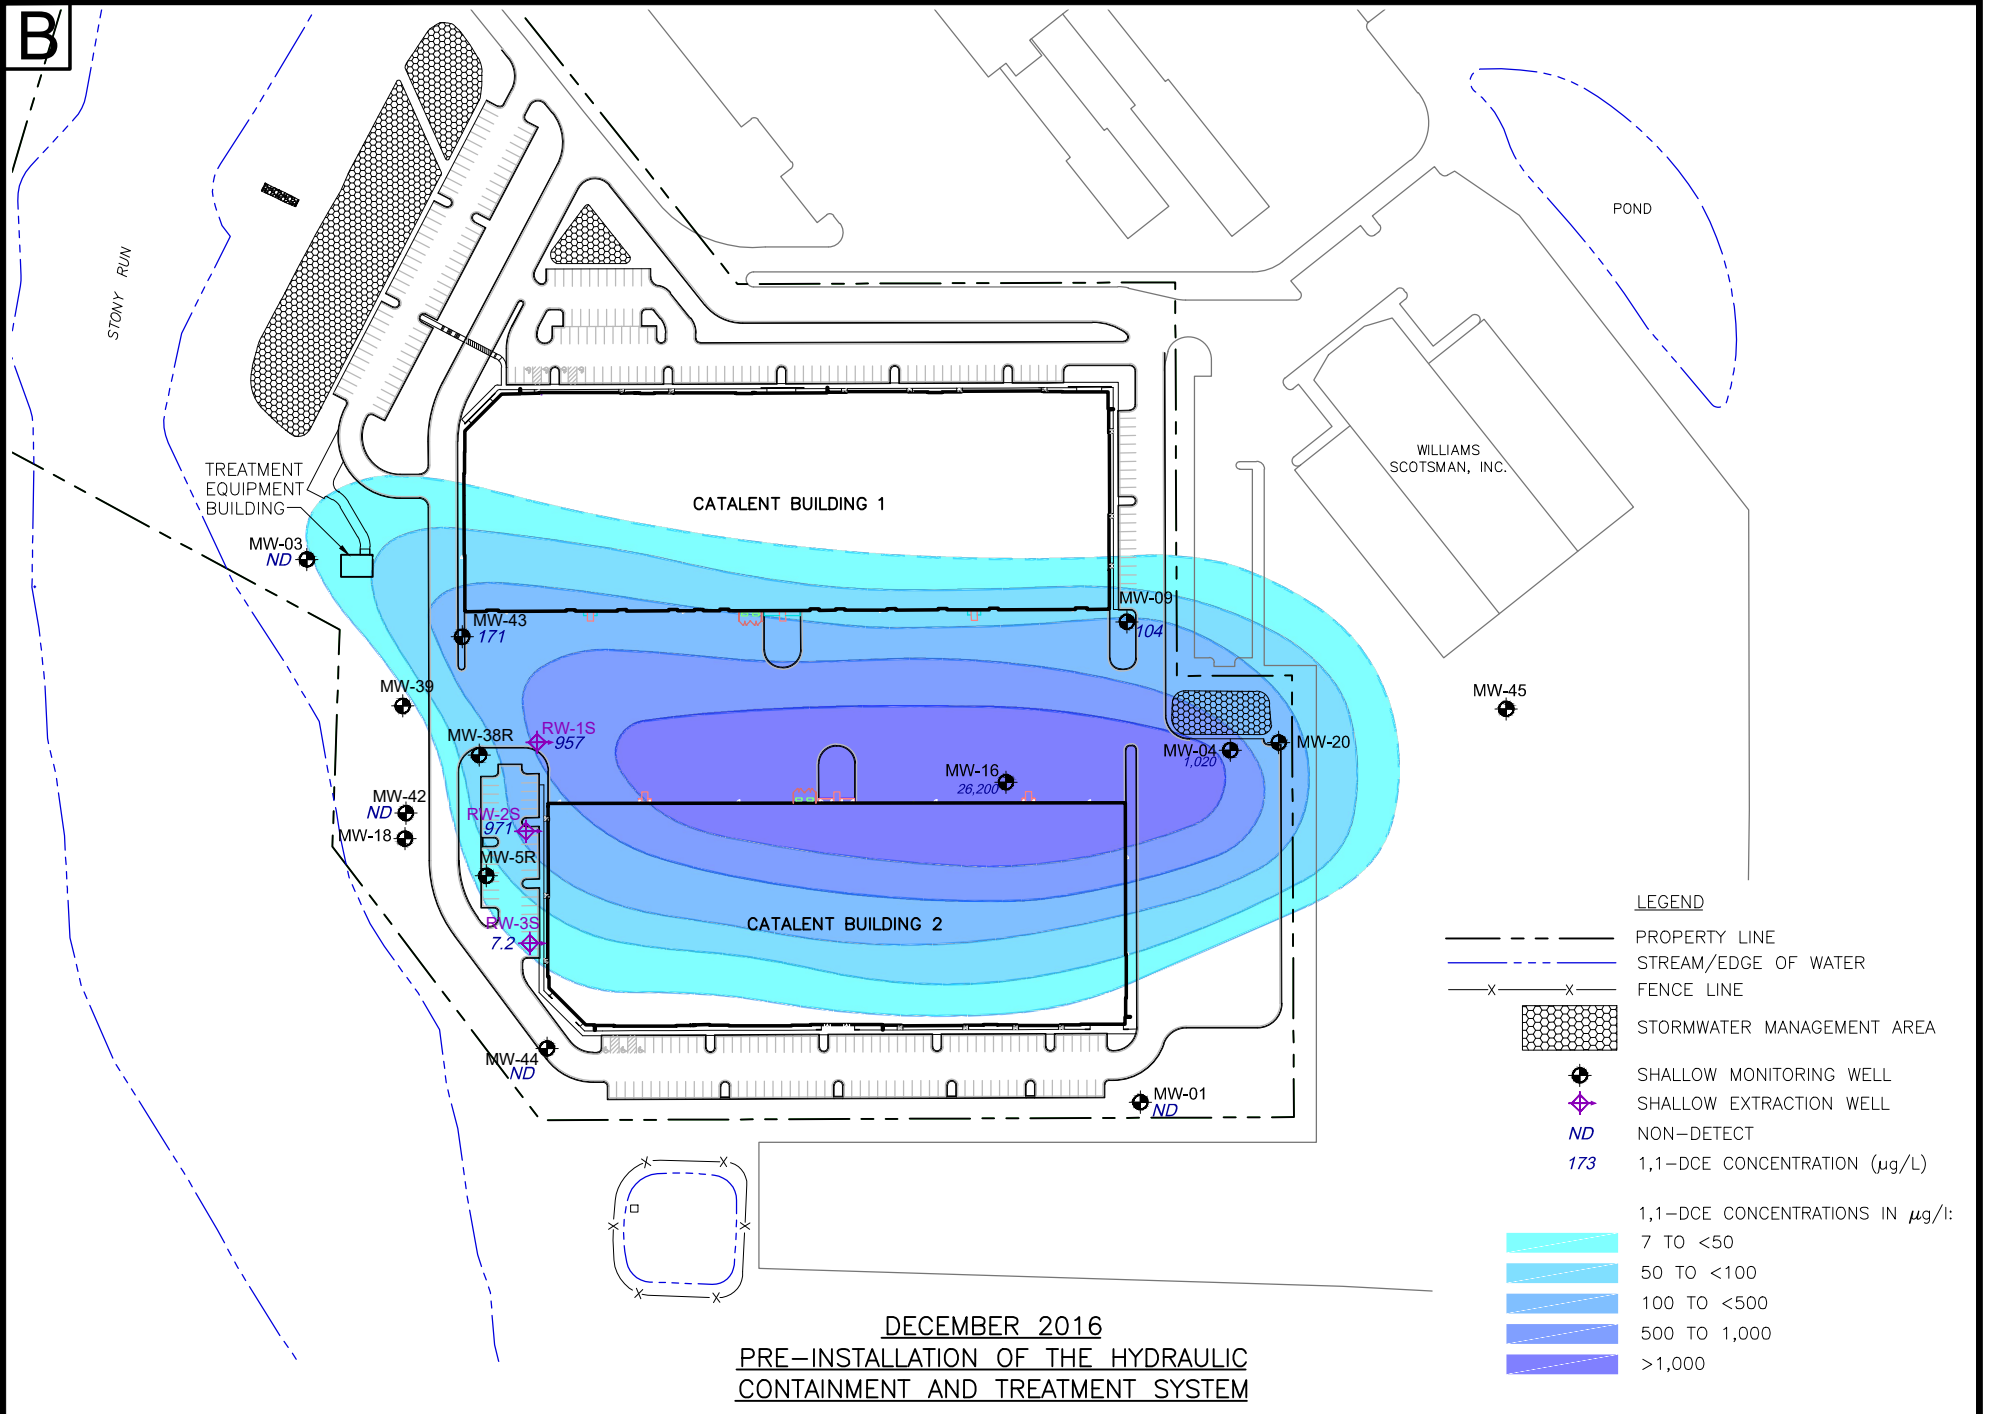 B
STONY RUN
POND
WILLIAMS
SCOTSMAN, INC.
TREATMENT
EQUIPMENT
BUILDING
CATALENT BUILDING 1
MW-03
ND
MW-43
171
MW-09
104
MW-39
MW-45
MW-38R
RW-1S
957
MW-04
1,020
MW-20
MW-16
26,200
MW-42
ND
MW-18
RW-2S
971
MW-5R
RW-3S
7.2
CATALENT BUILDING 2
MW-44
ND
MW-01
ND
X
X
X
X
X
X
LEGEND
PROPERTY LINE
STREAM/EDGE OF WATER
X X FENCE LINE
STORMWATER MANAGEMENT AREA
SHALLOW MONITORING WELL
SHALLOW EXTRACTION WELL
ND NON-DETECT
173 1,1-DCE CONCENTRATION (µg/L)
1,1-DCE CONCENTRATIONS IN µg/l:
7 TO <50
50 TO <100
100 TO <500
500 TO 1,000
>1,000
DECEMBER 2016
PRE-INSTALLATION OF THE HYDRAULIC
CONTAINMENT AND TREATMENT SYSTEM